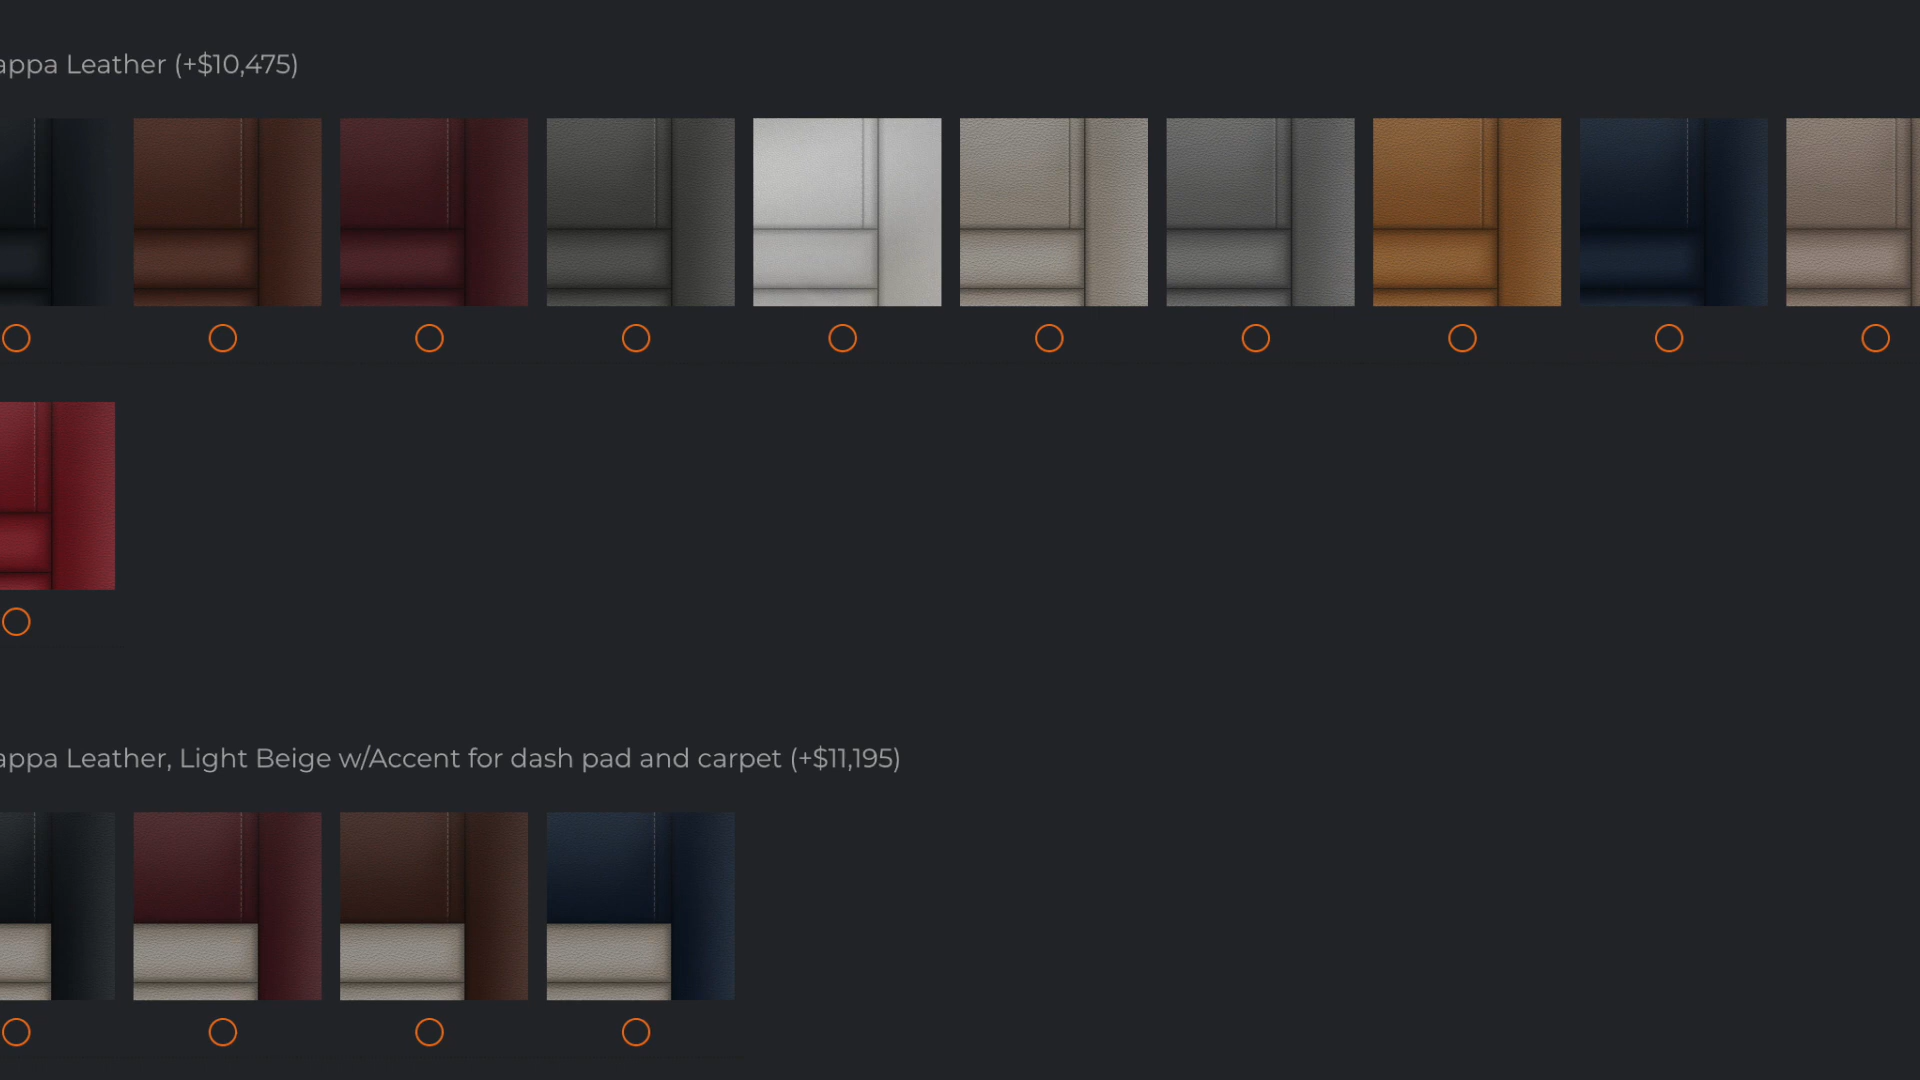 appa Leather (+$10,475)
appa Leather, Light Beige w/Accent for dash pad and carpet (+$11,195)